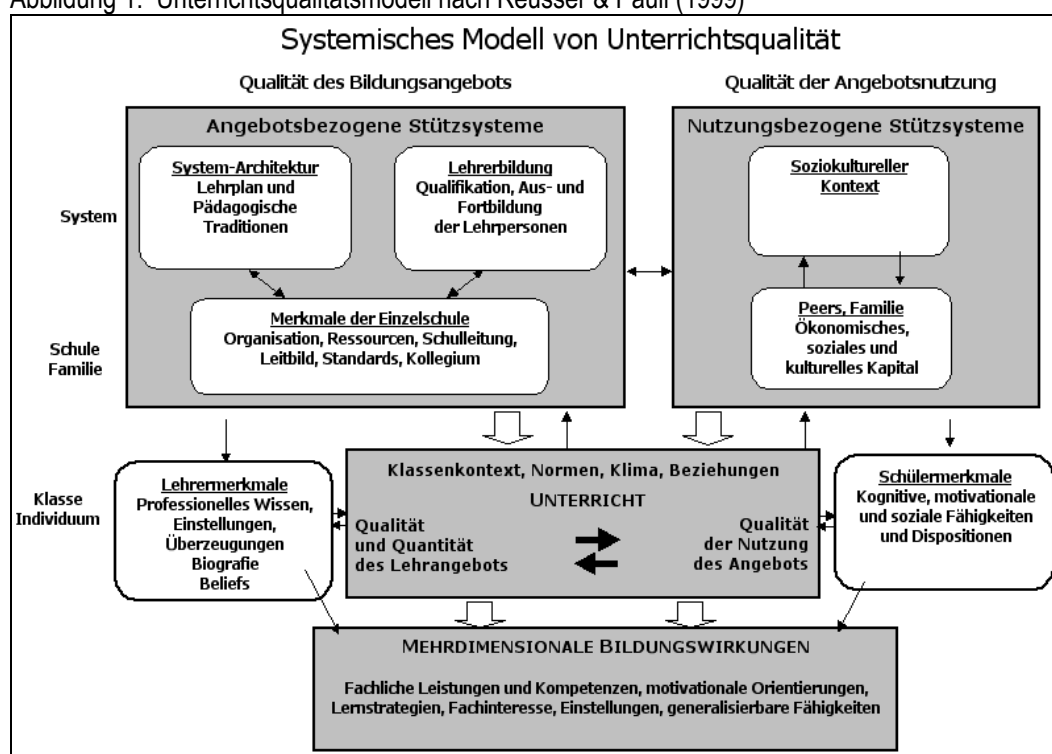 Abbildung 1: Unterrichtsqualitätsmodell nach Reusser & Pauli (1999)
Systemisches Modell von Unterrichtsqualität
Qualität des Bildungsangebots
Qualität der Angebotsnutzung
Angebotsbezogene Stützsysteme
Nutzungsbezogene Stützsysteme
System
System-Architektur
Lehrplan und
Pädagogische
Traditionen
Lehrerbildung
Qualifikation, Aus- und
Fortbildung
der Lehrpersonen
Soziokultureller
Kontext
Schule
Familie
Merkmale der Einzelschule
Organisation, Ressourcen, Schulleitung,
Leitbild, Standards, Kollegium
Peers, Familie
Ökonomisches,
soziales und
kulturelles Kapital
Klasse
Individuum
Lehrermerkmale
Professionelles Wissen,
Einstellungen,
Überzeugungen
Biografie
Beliefs
Klassenkontext, Normen, Klima, Beziehungen
UNTERRICHT
Qualität
und Quantität
des Lehrangebots
Qualität
der Nutzung
des Angebots
Schülermerkmale
Kognitive, motivationale
und soziale Fähigkeiten
und Dispositionen
MEHRDIMENSIONALE BILDUNGSWIRKUNGEN
Fachliche Leistungen und Kompetenzen, motivationale Orientierungen,
Lernstrategien, Fachinteresse, Einstellungen, generalisierbare Fähigkeiten